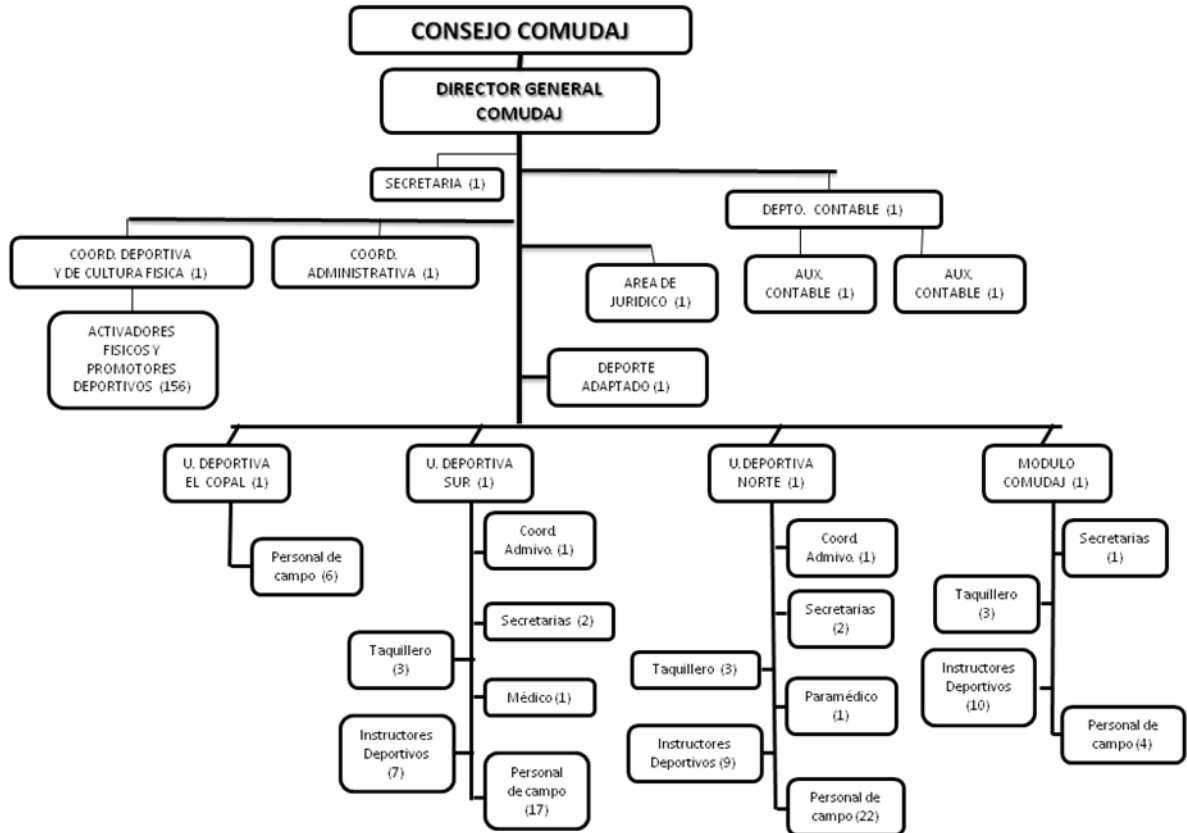 CONSEJO COMUDAJ
DIRECTOR GENERAL
COMUDAJ
SECRETARIA (1)
DEPTO. CONTABLE (1)
COORD. DEPORTIVA
Y DE CULTURA FISICA (1)
COORD.
ADMINISTRATIVA (1)
AREA DE
JURIDICO (1)
AUX.
CONTABLE (1)
AUX.
CONTABLE (1)
ACTIVADORES
FISICOS Y
PROMOTORES
DEPORTIVOS (156)
DEPORTE
ADAPTADO (1)
U. DEPORTIVA
EL COPAL (1)
Personal de
campo (6)
U. DEPORTIVA
SUR (1)
Coord.
Admivo. (1)
Secretarias (2)
Taquillero
(3)
Médico (1)
Instructores
Deportivos
(7)
Personal
de campo
(17)
U.DEPORTIVA
NORTE (1)
Coord.
Admivo. (1)
Secretarias
(2)
Taquillero (3)
Paramédico
(1)
Instructores
Deportivos (9)
Personal de
campo (22)
MODULO
COMUDAJ (1)
Secretarias
(1)
Taquillero
(3)
Instructores
Deportivos
(10)
Personal de
campo (4)